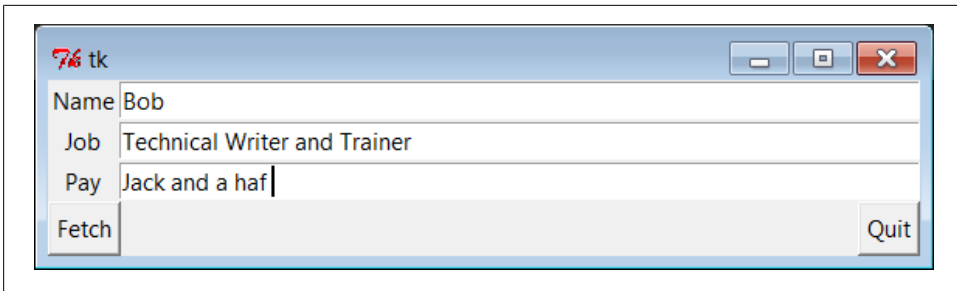 tk
Name Bob
Job Technical Writer and Trainer
Pay Jack and a haf
Fetch Quit